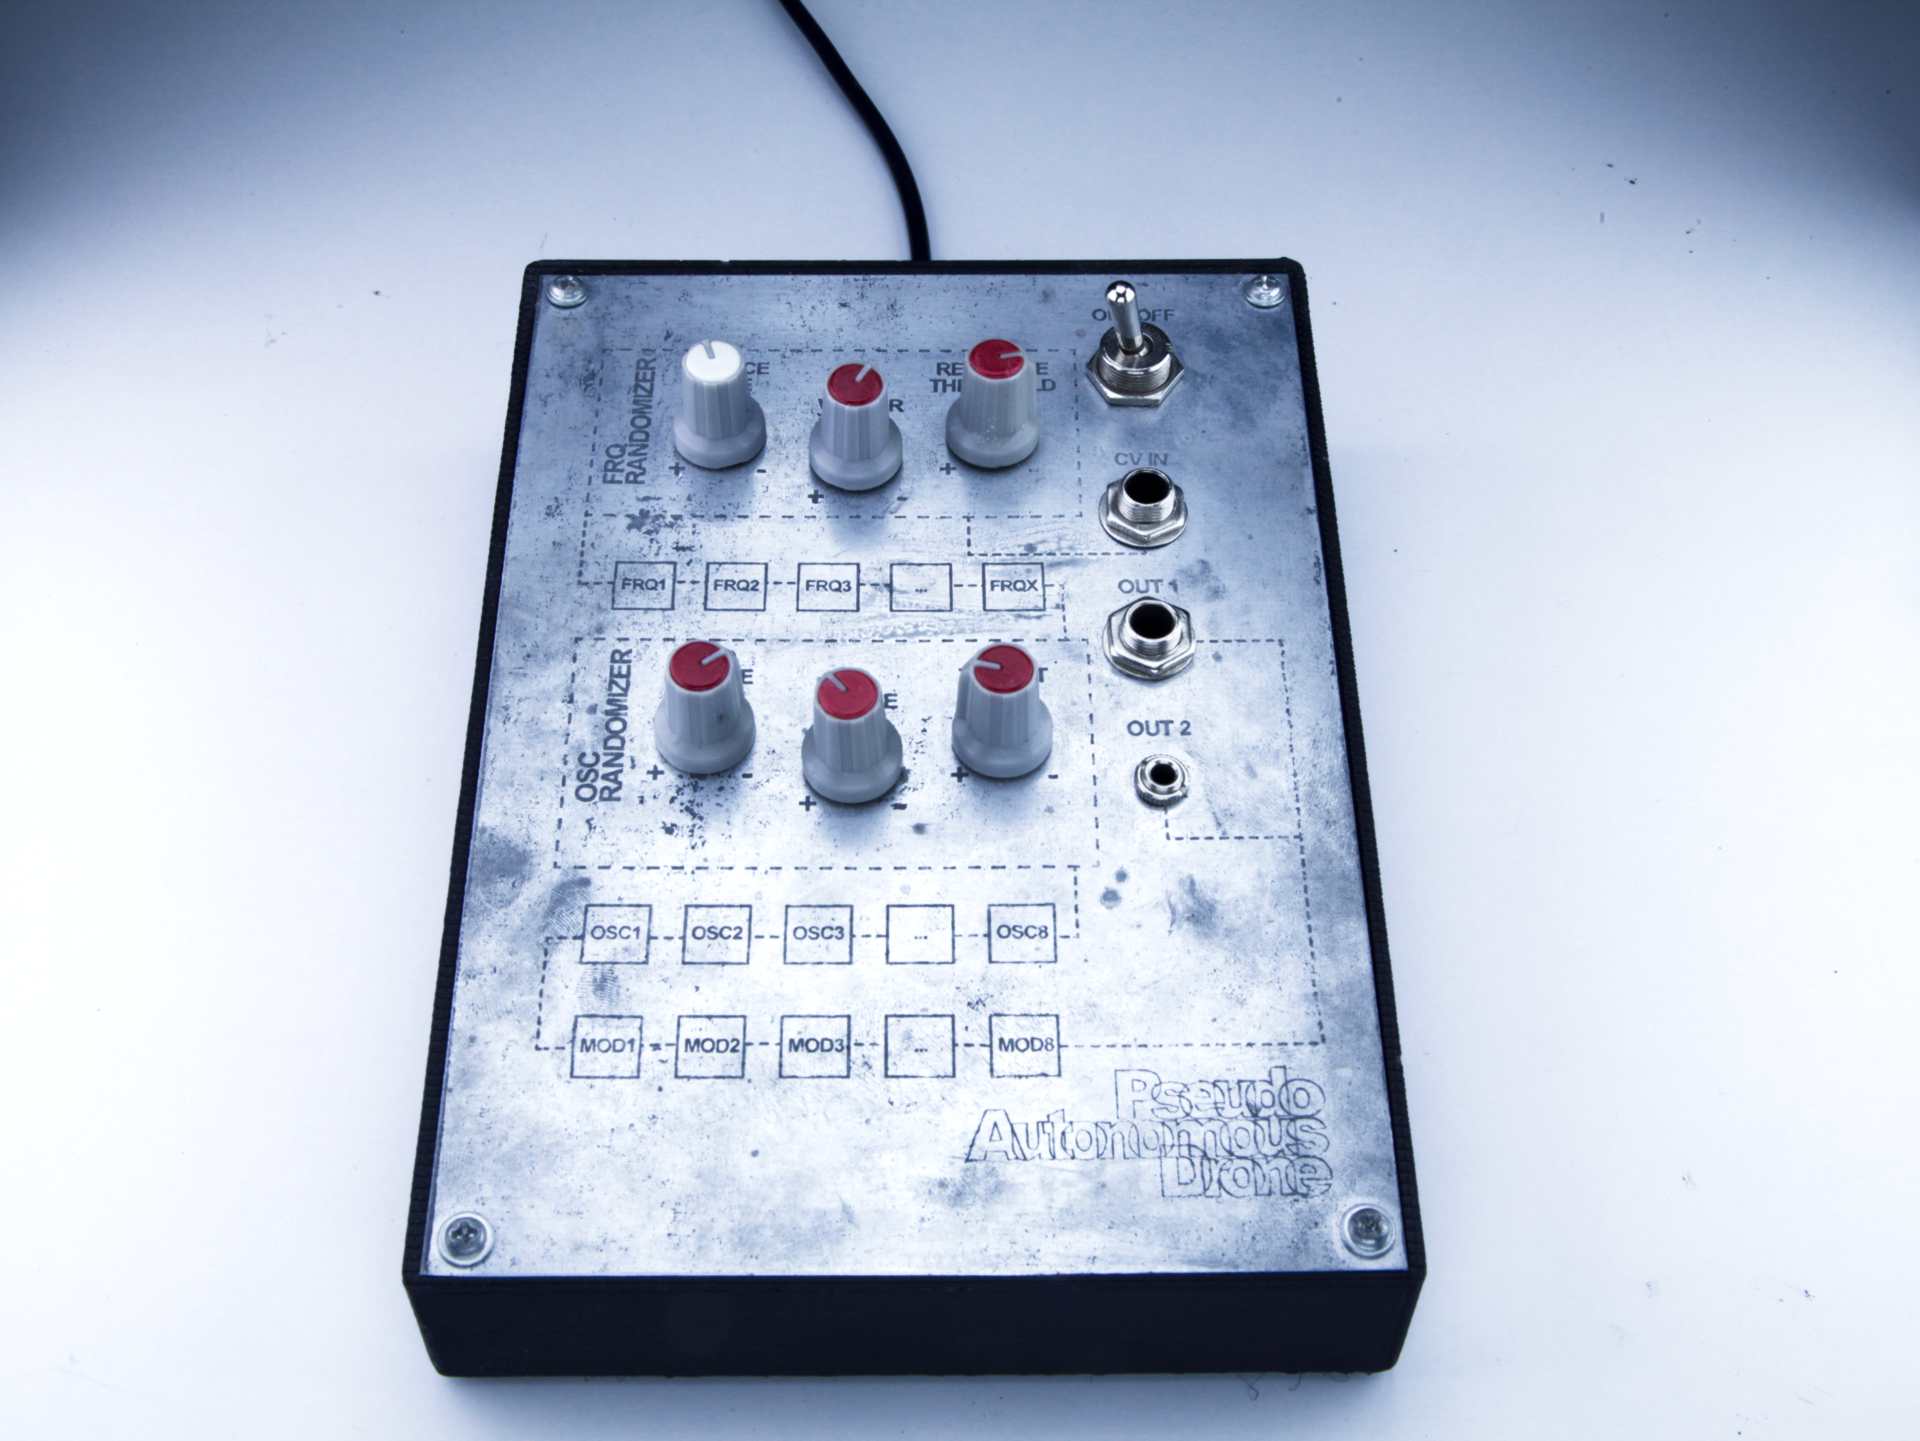 ON OFF
FRQ
RANDOMIZER
+ -
+ -
+
CV IN
FRQ1 FRQ2 FRQ3 ... FRQX
OUT 1
OSC
RANDOMIZER
+ -
+ -
+ -
OUT 2
OSC1 OSC2 OSC3 ... OSC8
MOD1 MOD2 MOD3 ... MOD8
Pseudo
Autonomous
Drone